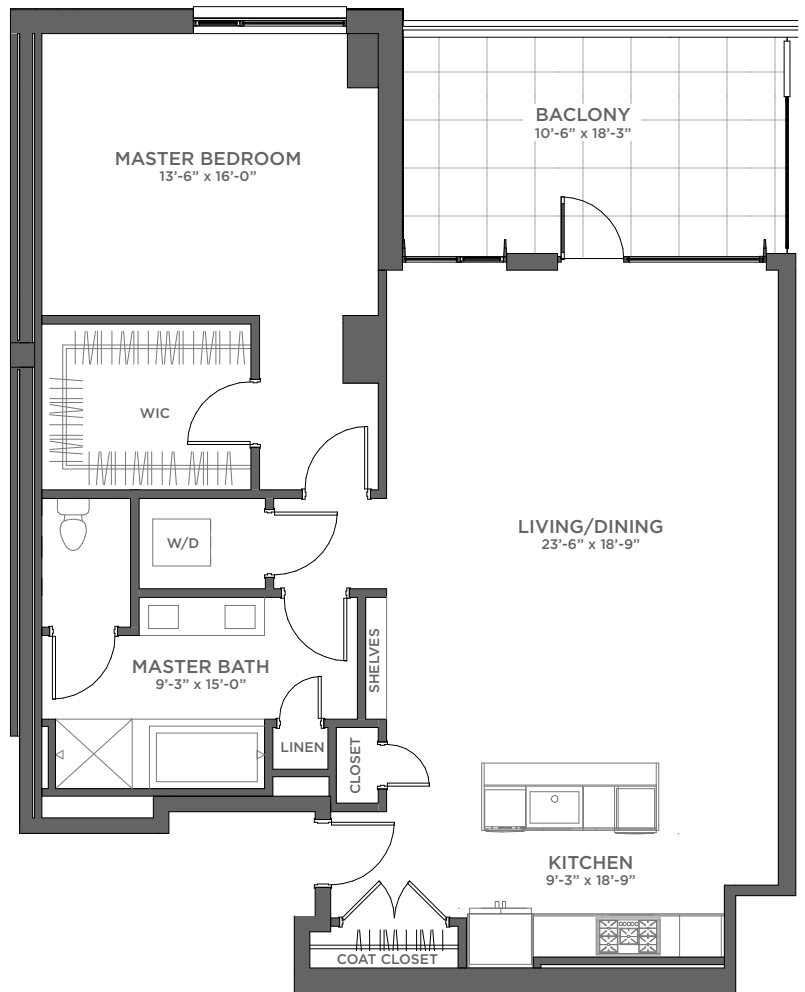 BACLONY
10'-6” x 18'-3”
MASTER BEDROOM
13'-6” x 16'-0”
WIC
LIVING/DINING
23'-6” x 18'-9”
W/D
MASTER BATH
9'-3” x 15'-0”
SHELVES
LINEN
CLOSET
KITCHEN
9'-3” x 18'-9”
COAT CLOSET